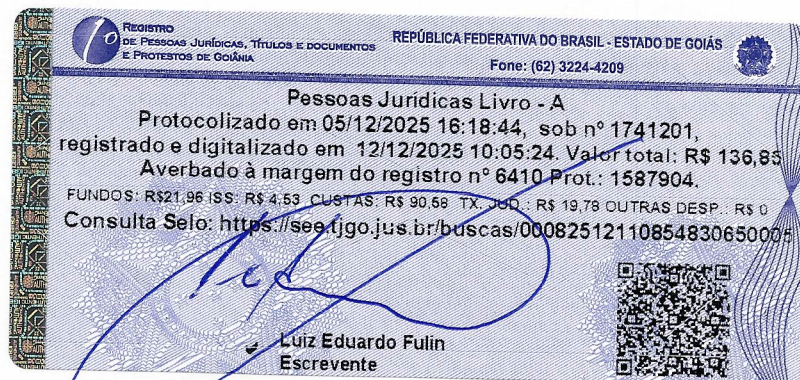 1º REGISTRO
DE PESSOAS JURÍDICAS, TÍTULOS E DOCUMENTOS
E PROTESTOS DE GOIÂNIA
REPÚBLICA FEDERATIVA DO BRASIL - ESTADO DE GOIÁS
Fone: (62) 3224-4209
Pessoas Jurídicas Livro - A
Protocolizado em 05/12/2025 16:18:44, sob nº 1741201,
registrado e digitalizado em 12/12/2025 10:05:24. Valor total: R$ 136,85
Averbado à margem do registro nº 6410 Prot.: 1587904.
FUNDOS: R$21,96 ISS: R$ 4,53 CUSTAS: R$ 90,58 TX. JUD.: R$ 19,78 OUTRAS DESP.: R$ 0
Consulta Selo: https://see.tjgo.jus.br/buscas/00082512110854830650005
Luiz Eduardo Fulin
Escrevente